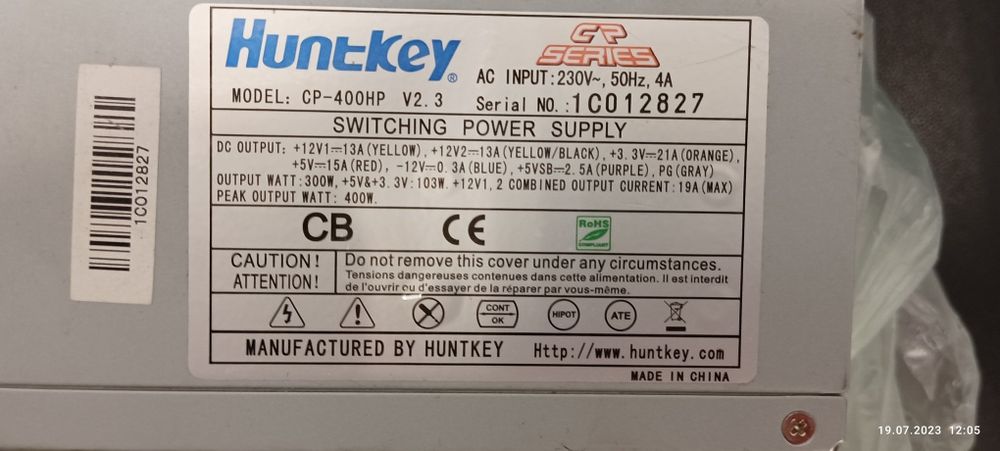 HuntKey®
CP
SERIES
AC INPUT:230V~, 50Hz, 4A
MODEL: CP-400HP V2.3
Serial NO.:1C012827
SWITCHING POWER SUPPLY
DC OUTPUT: +12V1⎓13A(YELLOW), +12V2⎓13A(YELLOW/BLACK), +3.3V⎓21A(ORANGE),
+5V⎓15A(RED), -12V⎓0.3A(BLUE), +5VSB⎓2.5A(PURPLE), PG(GRAY)
OUTPUT WATT:300W, +5V&+3.3V:103W. +12V1,2 COMBINED OUTPUT CURRENT:19A(MAX)
PEAK OUTPUT WATT: 400W.
CB CE RoHS
COMPLIANT
CAUTION! Do not remove this cover under any circumstances.
ATTENTION! Tensions dangereuses contenues dans cette alimentation. Il est interdit
de l'ouvrir ou d'essayer de la réparer par vous-même.
CONT
OK
HIPOT
ATE
MANUFACTURED BY HUNTKEY Http://www.huntkey.com
MADE IN CHINA
1C012827
19.07.2023 12:05